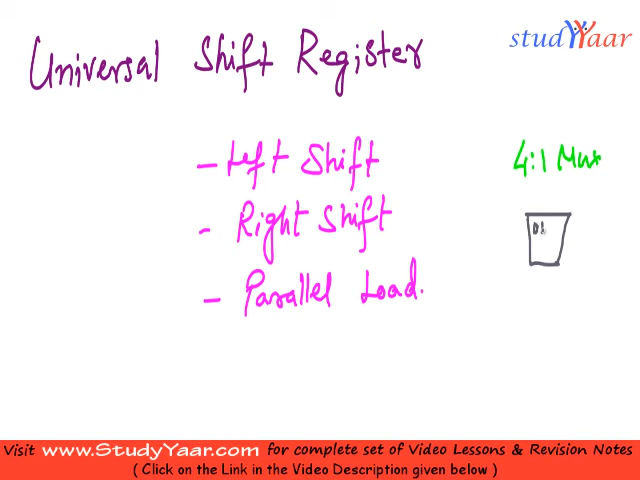 Universal Shift Register
studYYaar
- Left Shift
4:1 Mux
- Right Shift
- Parallel Load.
Visit www.StudyYaar.com for complete set of Video Lessons & Revision Notes
( Click on the Link in the Video Description given below )